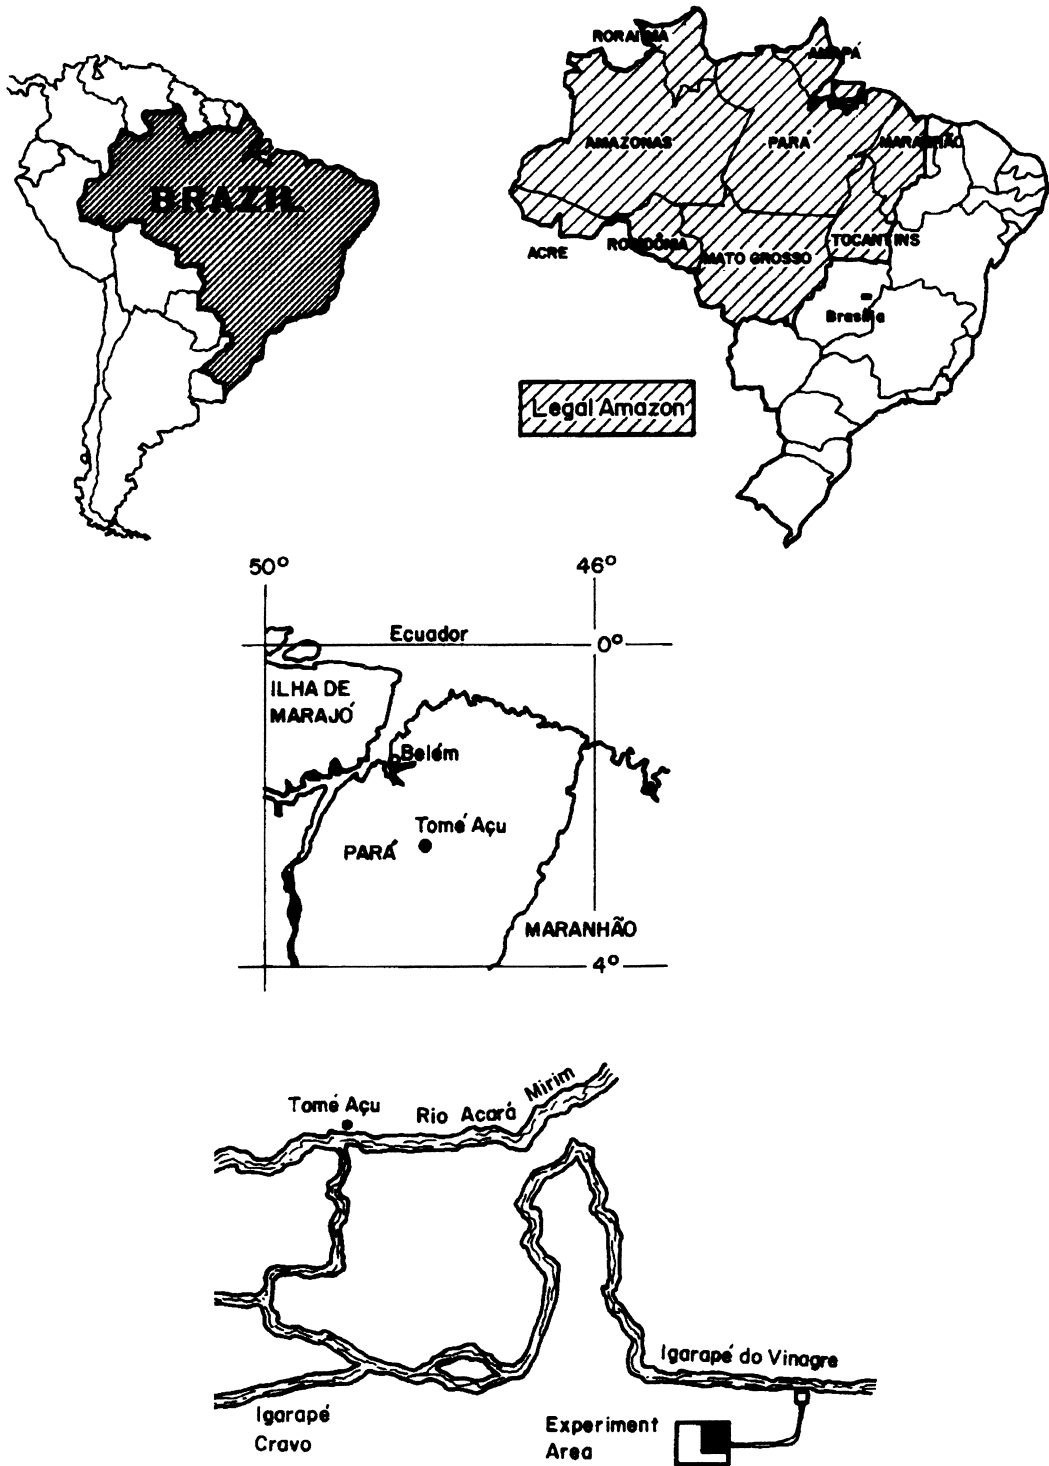 BRAZIL
RORAIMA
AMAPÁ
AMAZONAS
PARÁ
MARANHÃO
ACRE
RONDÔNIA
MATO GROSSO
TOCANTINS
Brasília
Legal Amazon
50°
46°
Ecuador
0°
ILHA DE
MARAJÓ
Belém
Tomé Açu
PARÁ
MARANHÃO
4°
Tomé Açu
Rio Acará Mirim
Igarapé do Vinagre
Igarapé
Cravo
Experiment
Area